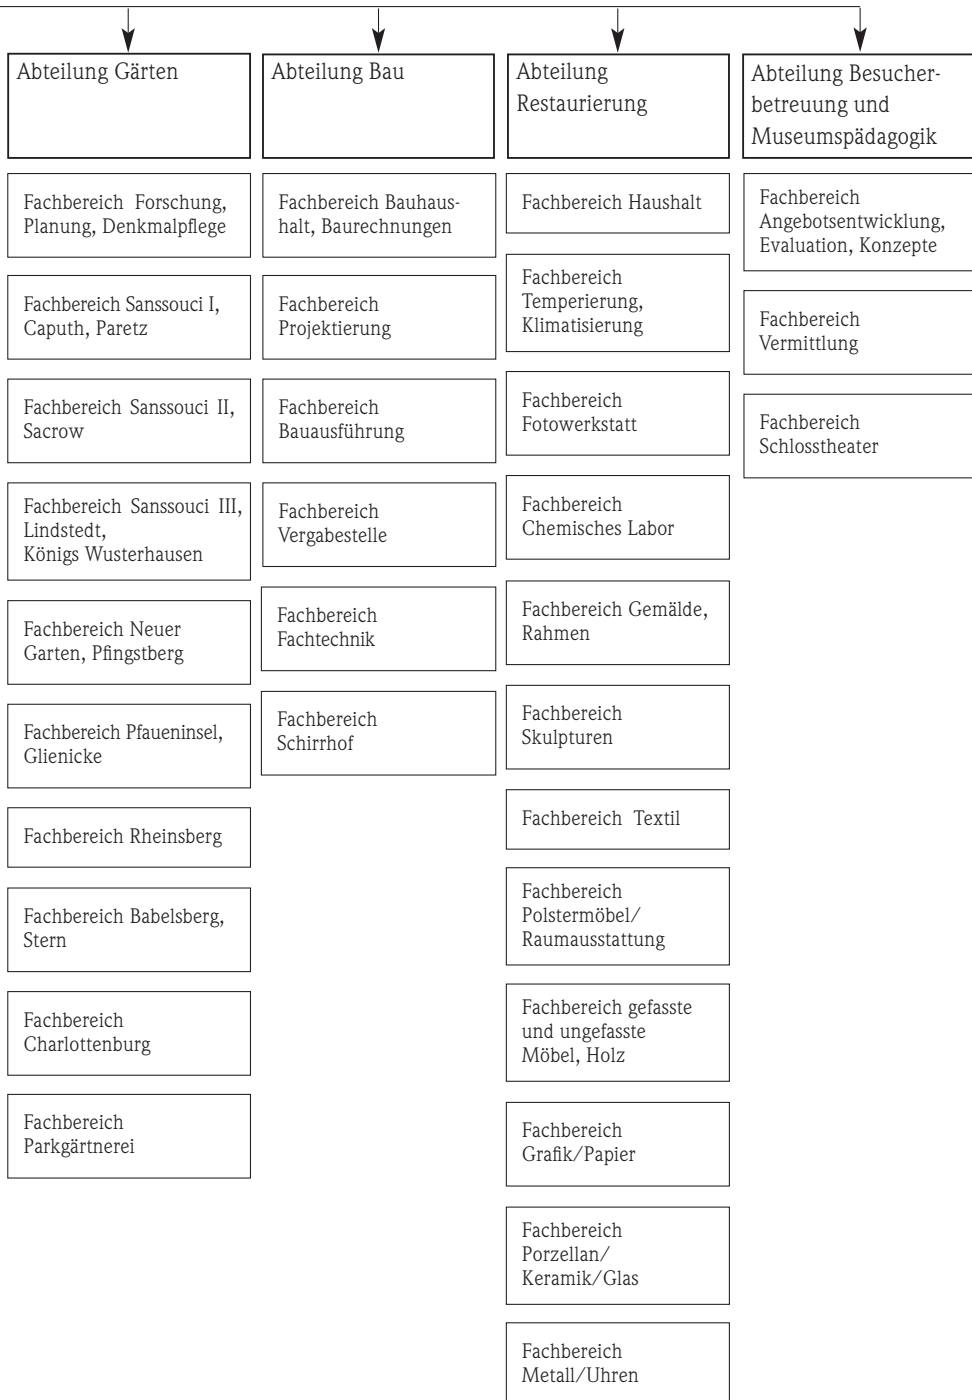 Abteilung Gärten
Fachbereich Forschung,
Planung, Denkmalpflege
Fachbereich Sanssouci I,
Caputh, Paretz
Fachbereich Sanssouci II,
Sacrow
Fachbereich Sanssouci III,
Lindstedt,
Königs Wusterhausen
Fachbereich Neuer
Garten, Pfingstberg
Fachbereich Pfaueninsel,
Glienicke
Fachbereich Rheinsberg
Fachbereich Babelsberg,
Stern
Fachbereich
Charlottenburg
Fachbereich
Parkgärtnerei
Abteilung Bau
Fachbereich Bauhaus-
halt, Baurechnungen
Fachbereich
Projektierung
Fachbereich
Bauausführung
Fachbereich
Vergabestelle
Fachbereich
Fachtechnik
Fachbereich
Schirrhof
Abteilung
Restaurierung
Fachbereich Haushalt
Fachbereich
Temperierung,
Klimatisierung
Fachbereich
Fotowerkstatt
Fachbereich
Chemisches Labor
Fachbereich Gemälde,
Rahmen
Fachbereich
Skulpturen
Fachbereich Textil
Fachbereich
Polstermöbel/
Raumausstattung
Fachbereich gefasste
und ungefasste
Möbel, Holz
Fachbereich
Grafik/Papier
Fachbereich
Porzellan/
Keramik/Glas
Fachbereich
Metall/Uhren
Abteilung Besucher-
betreuung und
Museumspädagogik
Fachbereich
Angebotsentwicklung,
Evaluation, Konzepte
Fachbereich
Vermittlung
Fachbereich
Schlosstheater